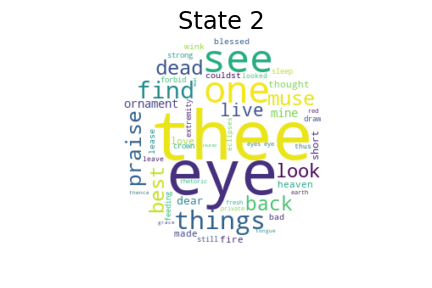 State 2
wink blessed
strong see
dead couldst looked sleep
forbid find one thought
ornament extremity live muse
mine red draw
praise lease crown love thee eclipses eyes eye thus short
leave eye look
best rhetoric heaven
thence feeding dear fresh private back earth
grace things bad
made still fire tongue